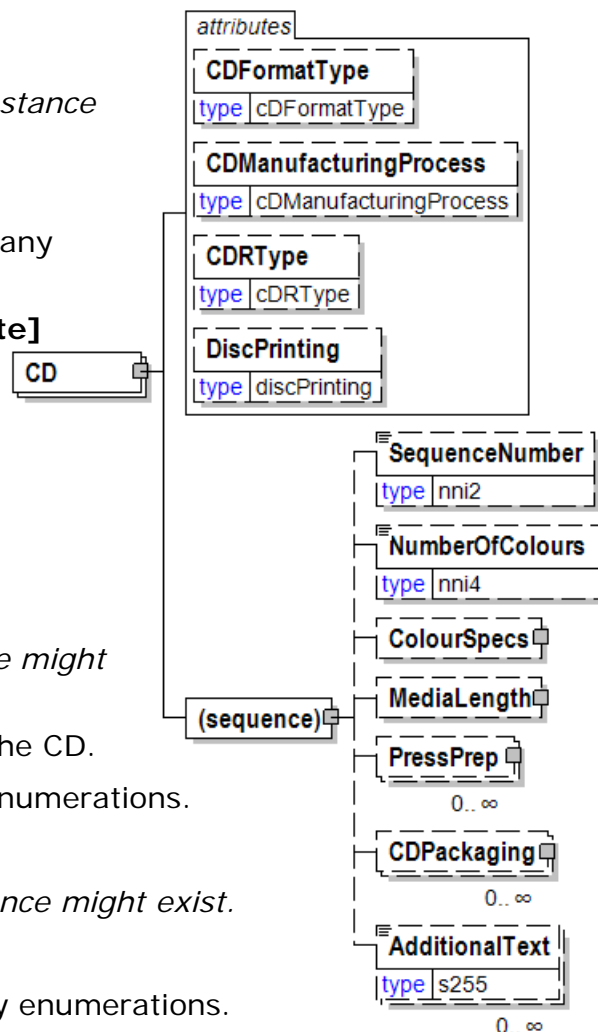 attributes
CDFormatType
type cDFormatType
stance
CDManufacturingProcess
type cDManufacturingProcess
any
CDRType
type cDRType
te]
CD
DiscPrinting
type discPrinting
SequenceNumber
type nni2
NumberOfColours
type nni4
ColourSpecs
e might
MediaLength
(sequence)
he CD.
PressPrep
numerations.
0.. ∞
CDPackaging
0.. ∞
nce might exist.
AdditionalText
type s255
y enumerations.
0 ∞